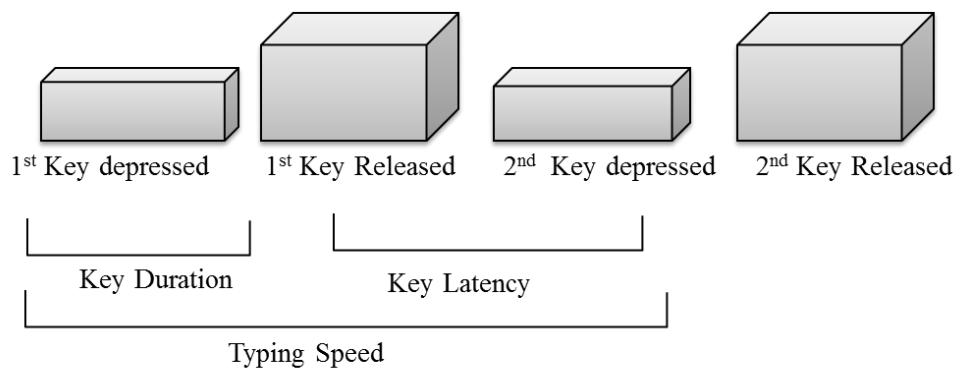 1st Key depressed 1st Key Released 2nd Key depressed 2nd Key Released
Key Duration
Key Latency
Typing Speed